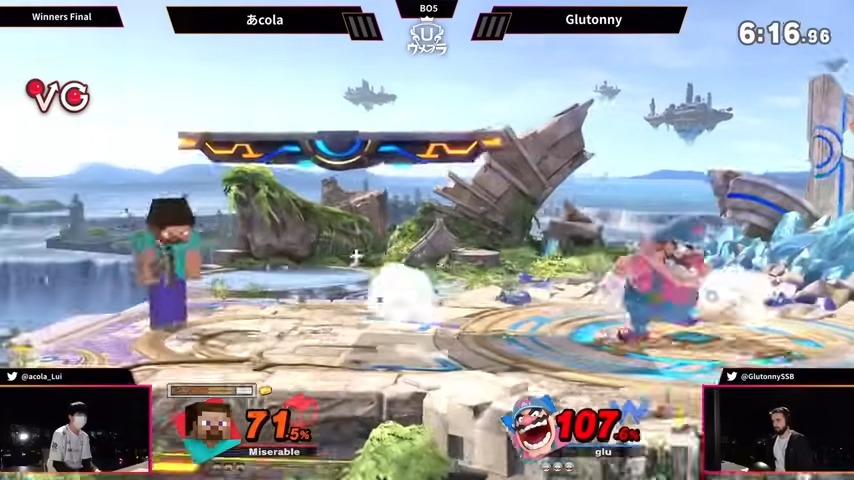 Winners Final
あcola
BO5
Glutonny
U
ウメブラ
6:16.96
VG
@acola_Lui
@GlutonnySSB
71.5%
Miserable
107.6%
glu